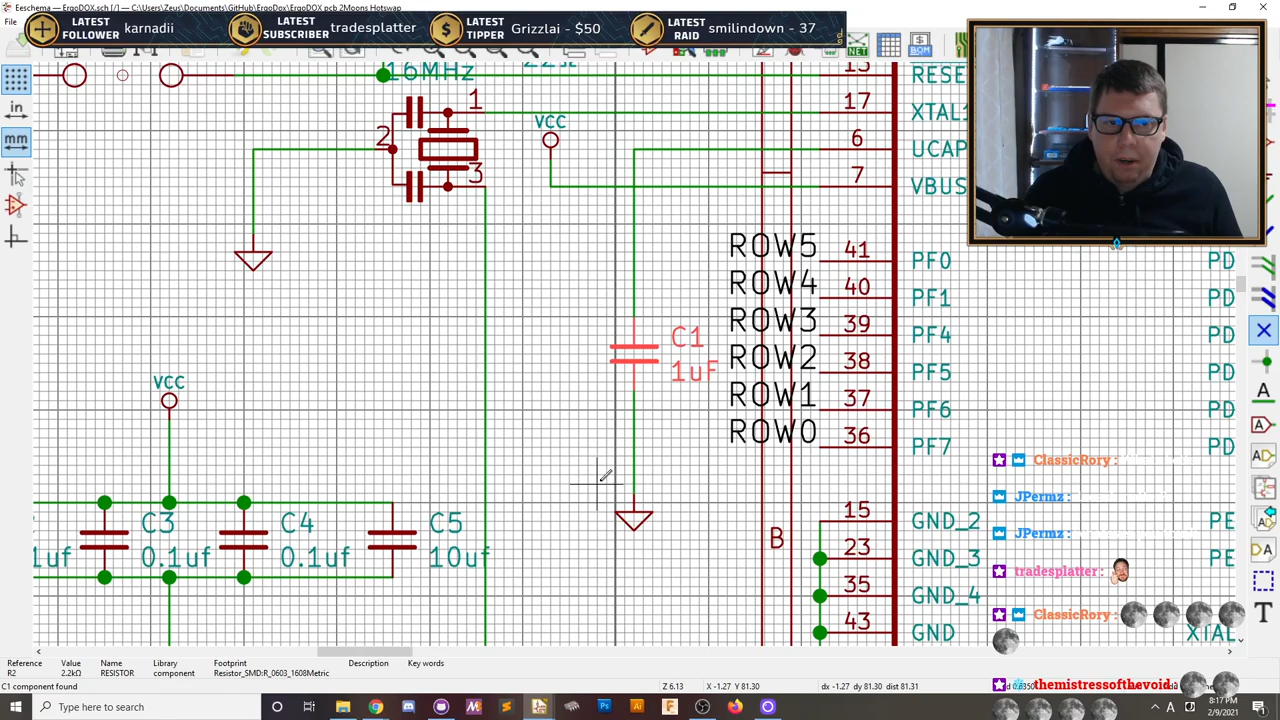 Eeschema — ErgoDox.sch [/] — C:\Users\Zeus\Documents\GitHub\ErgoDox\ErgoDOX pcb 2Moons Hotswap
File
LATEST FOLLOWER karnadii
LATEST SUBSCRIBER tradesplatter
LATEST TIPPER Grizzlai - $50
LATEST RAID smilindown - 37
NET
BOM
in
mm
16MHz
1
2
3
VCC
13 RESE
17 XTAL1
6 UCAP
7 VBUS
ROW5 41 PF0
ROW4 40 PF1
ROW3 39 PF4
ROW2 38 PF5
ROW1 37 PF6
ROW0 36 PF7
C1
1uF
VCC
C3
0.1uf
C4
0.1uf
C5
10uf
1uf
B
15 GND_2
23 GND_3
35 GND_4
43 GND
PD
PD
PD
PD
PD
PD
PE
PE
XTAL
ClassicRory :
JPermz :
JPermz :
tradesplatter :
ClassicRory :
themistressofthevoid :
Reference Value Name Library Footprint Description Key words
R2 2.2kΩ RESISTOR component Resistor_SMD:R_0603_1608Metric
C1 component found
Z 6.13
X -1.27 Y 81.30
dx -1.27 dy 81.30 dist 81.31
Type here to search
8:17 PM
2/9/2021